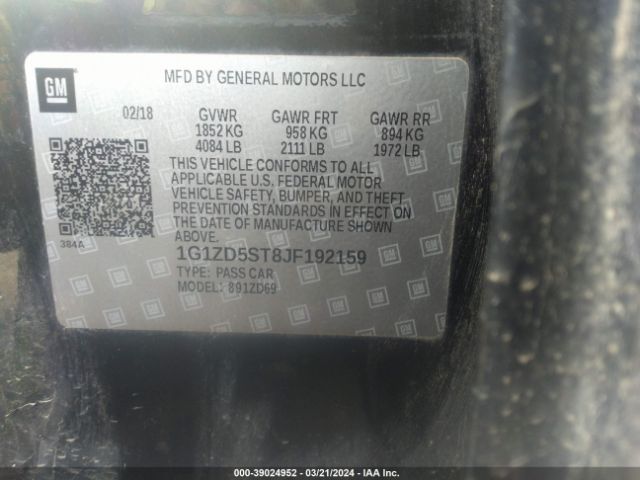 GM
MFD BY GENERAL MOTORS LLC
02/18 GVWR GAWR FRT GAWR RR
1852 KG 958 KG 894 KG
4084 LB 2111 LB 1972 LB
THIS VEHICLE CONFORMS TO ALL
APPLICABLE U.S. FEDERAL MOTOR
VEHICLE SAFETY, BUMPER, AND THEFT
PREVENTION STANDARDS IN EFFECT ON
THE DATE OF MANUFACTURE SHOWN
ABOVE.
384A
1G1ZD5ST8JF192159
TYPE: PASS CAR
MODEL: 891ZD69
000-39024952 / 03/21/2024 / IAA Inc.